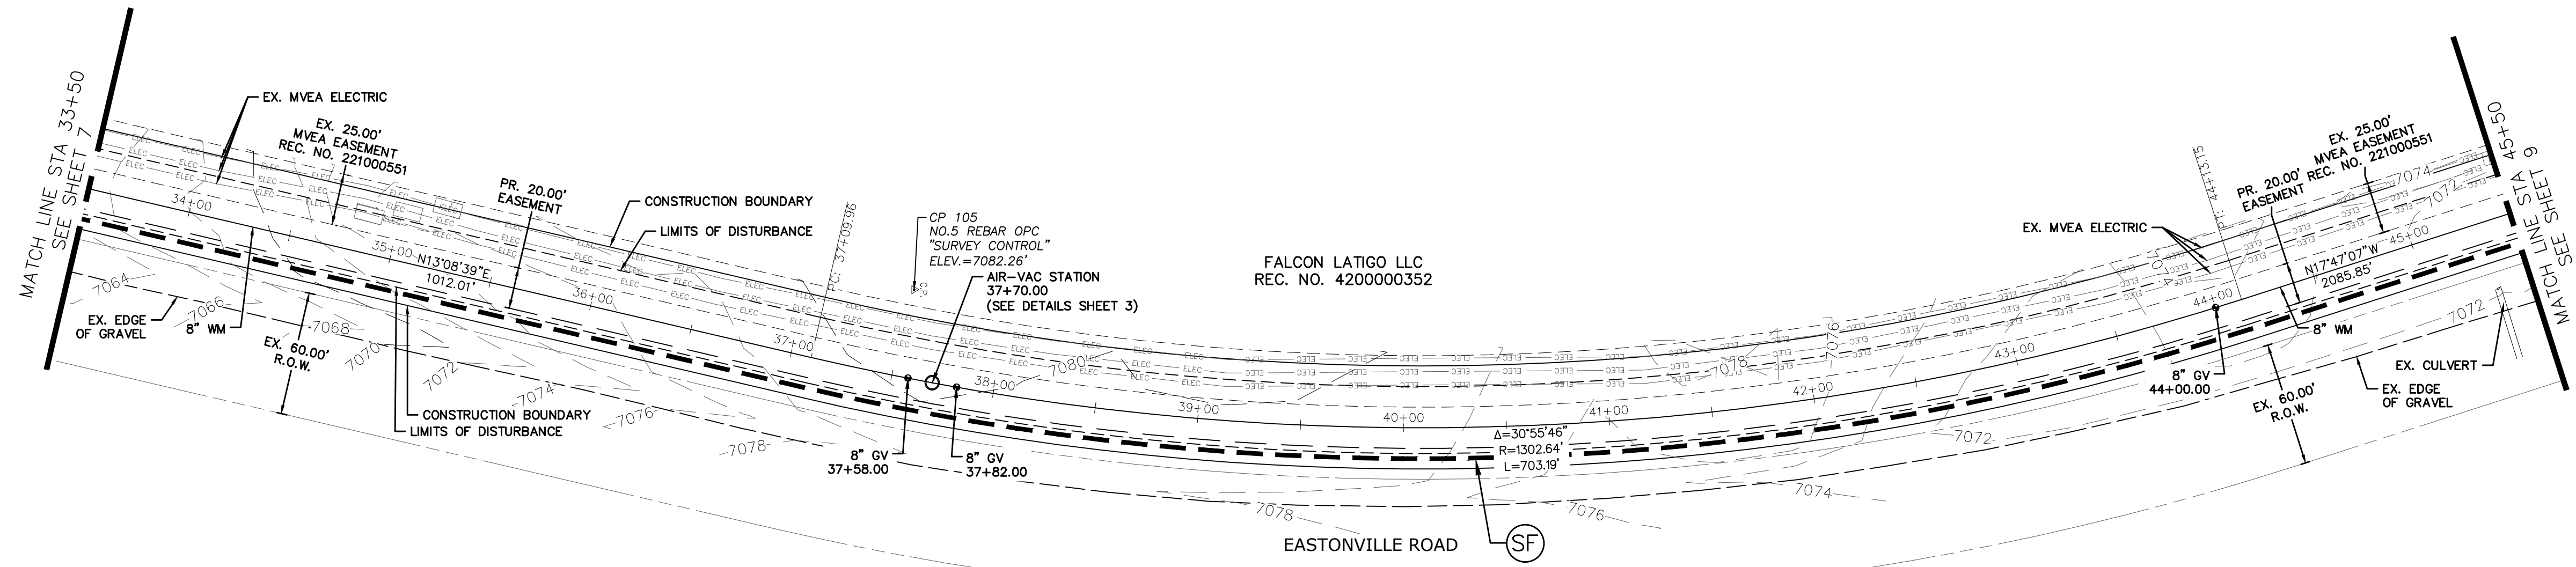 MATCH LINE STA 33+50
SEE SHEET 7
EX. MVEA ELECTRIC
EX. 25.00'
MVEA EASEMENT
REC. NO. 221000551
34+00
PR. 20.00'
EASEMENT
CONSTRUCTION BOUNDARY
LIMITS OF DISTURBANCE
35+00
N13°08'39"E
1012.01'
36+00
PC: 37+09.96
37+00
7064
7066
7068
7070
7072
7074
7076
7078
EX. EDGE
OF GRAVEL
8" WM
EX. 60.00'
R.O.W.
CONSTRUCTION BOUNDARY
LIMITS OF DISTURBANCE
CP 105
NO.5 REBAR OPC
"SURVEY CONTROL"
ELEV.=7082.26'
CP.
AIR-VAC STATION
37+70.00
(SEE DETAILS SHEET 3)
8" GV
37+58.00
8" GV
37+82.00
38+00
7080
39+00
40+00
41+00
42+00
43+00
44+00
45+00
FALCON LATIGO LLC
REC. NO. 4200000352
Δ=30°55'46"
R=1302.64'
L=703.19'
7078
7076
7078
7076
7074
7072
EASTONVILLE ROAD
SF
EX. MVEA ELECTRIC
PT: 44+13.15
PR. 20.00'
EASEMENT
EX. 25.00'
MVEA EASEMENT
REC. NO. 221000551
7074
7072
N17°47'07"W
2085.85'
8" GV
44+00.00
8" WM
7072
EX. CULVERT
EX. EDGE
OF GRAVEL
EX. 60.00'
R.O.W.
MATCH LINE STA 45+50
SEE SHEET 9
ELEC
ELEC
ELEC